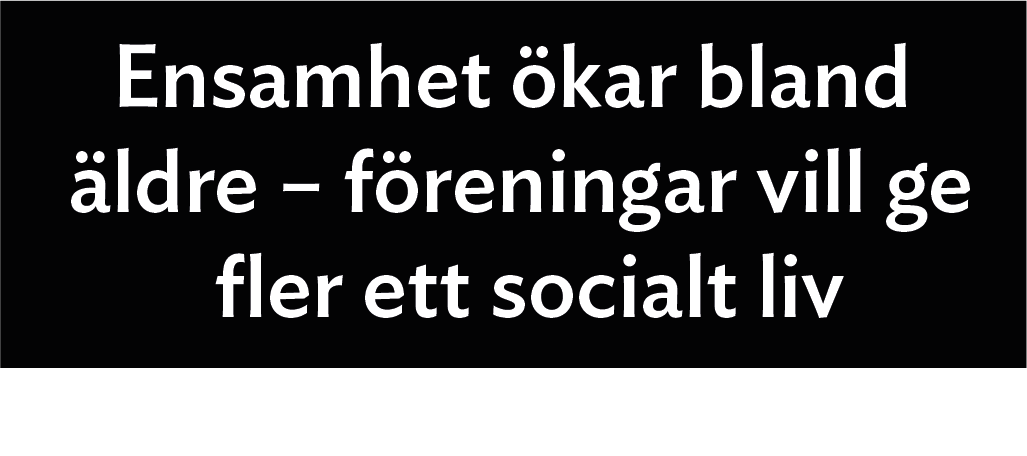 Ensamhet ökar bland
äldre – föreningar vill ge
fler ett socialt liv